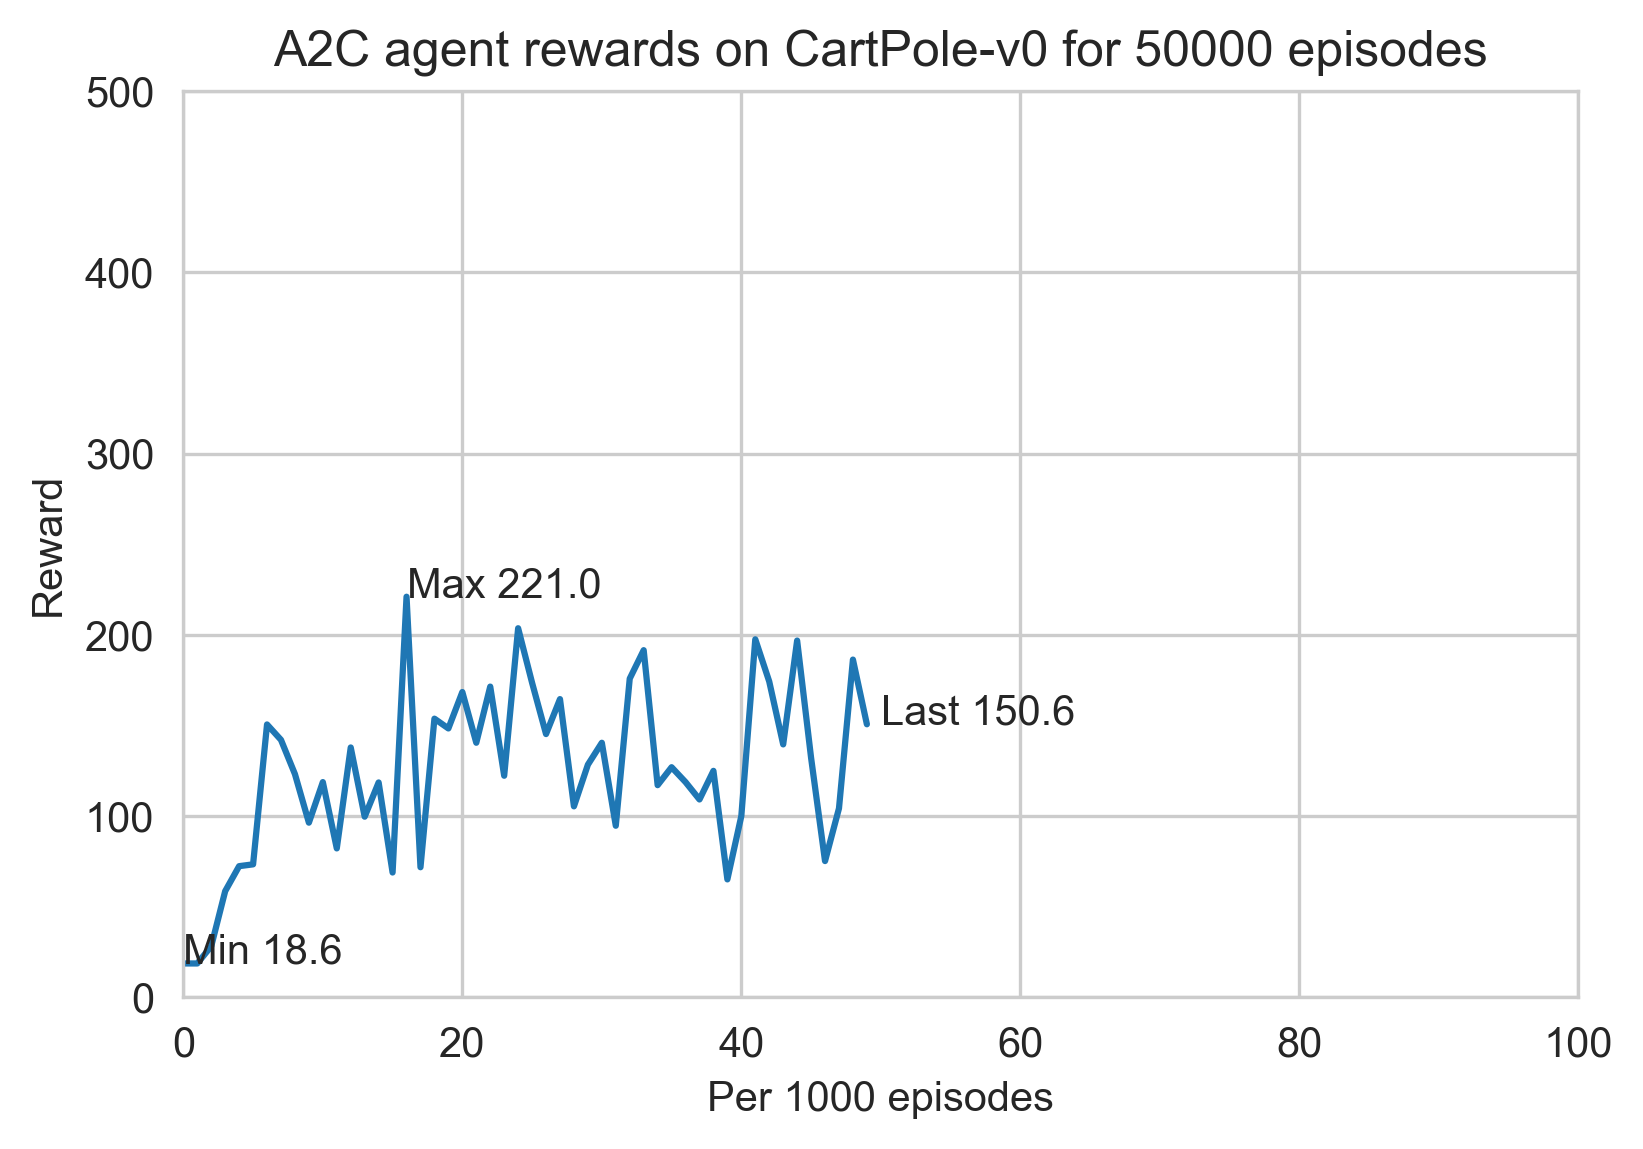 A2C agent rewards on CartPole-v0 for 50000 episodes
500
400
300
200
100
0
Reward
Max 221.0
Last 150.6
Min 18.6
0 20 40 60 80 100
Per 1000 episodes